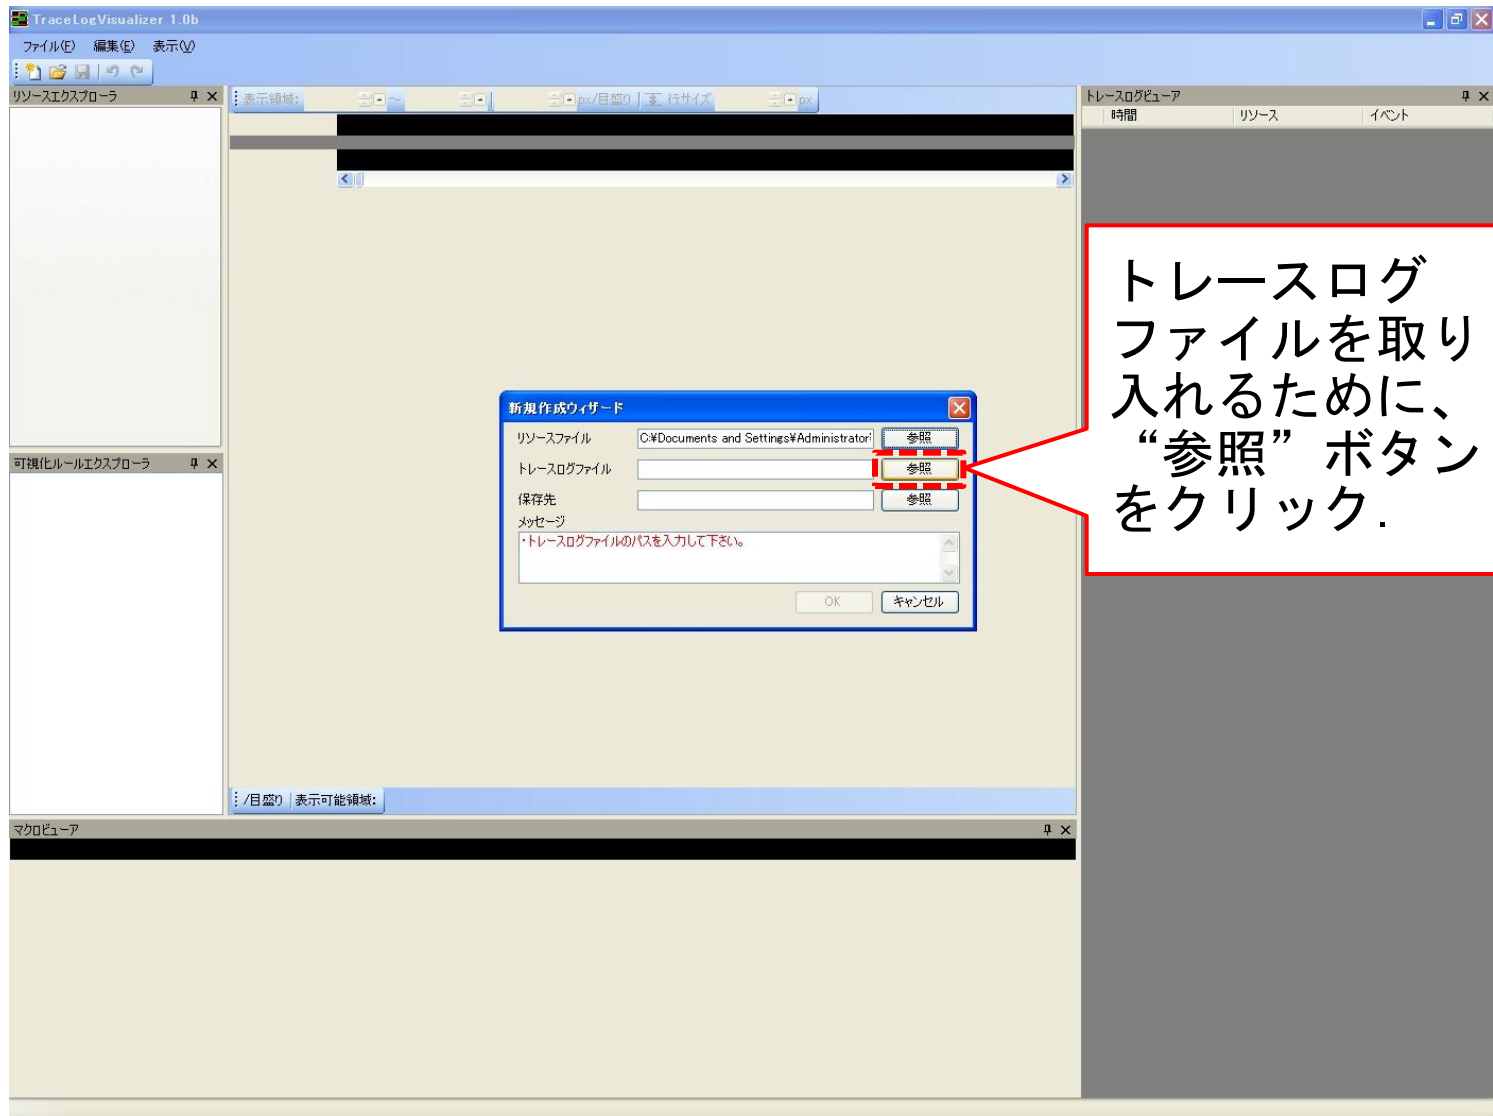 TraceLogVisualizer 1.0b
ファイル(F) 編集(E) 表示(V)
リソースエクスプローラ
表示領域: ～ px/目盛り 行サイズ px
トレースログビューア
時間 リソース イベント
トレースログ
ファイルを取り
入れるために、
“参照”ボタン
をクリック.
新規作成ウィザード
リソースファイル C:¥Documents and Settings¥Administrator 参照
トレースログファイル 参照
保存先 参照
メッセージ
・トレースログファイルのパスを入力して下さい。
OK キャンセル
可視化ルールエクスプローラ
/目盛り 表示可能領域:
マクロビューア